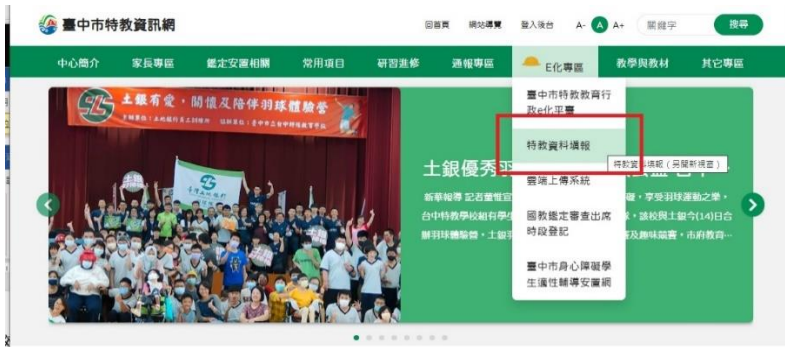 臺中市特教資訊網
回首頁 網站導覽 登入後台 A- A A+ 關鍵字 搜尋
中心簡介 家長專區 鑑定安置相關 常用項目 研習進修 通報專區 E化專區 教學與教材 其它專區
臺中市特教教育行
政e化平臺
特教資料填報
特教資料填報(另開新視窗)
雲端上傳系統
國教鑑定審查出席
時段登記
臺中市身心障礙學
生適性輔導安置網
土銀有愛，關懷及陪伴羽球體驗營
土銀優秀
新華報導 記者董惟宣
礙，享受羽球運動之樂，
台中特教學校組有學生
隊，該校與土銀今(14)日合
辦羽球體驗營，土銀羽
賽及趣味競賽，市府教育…